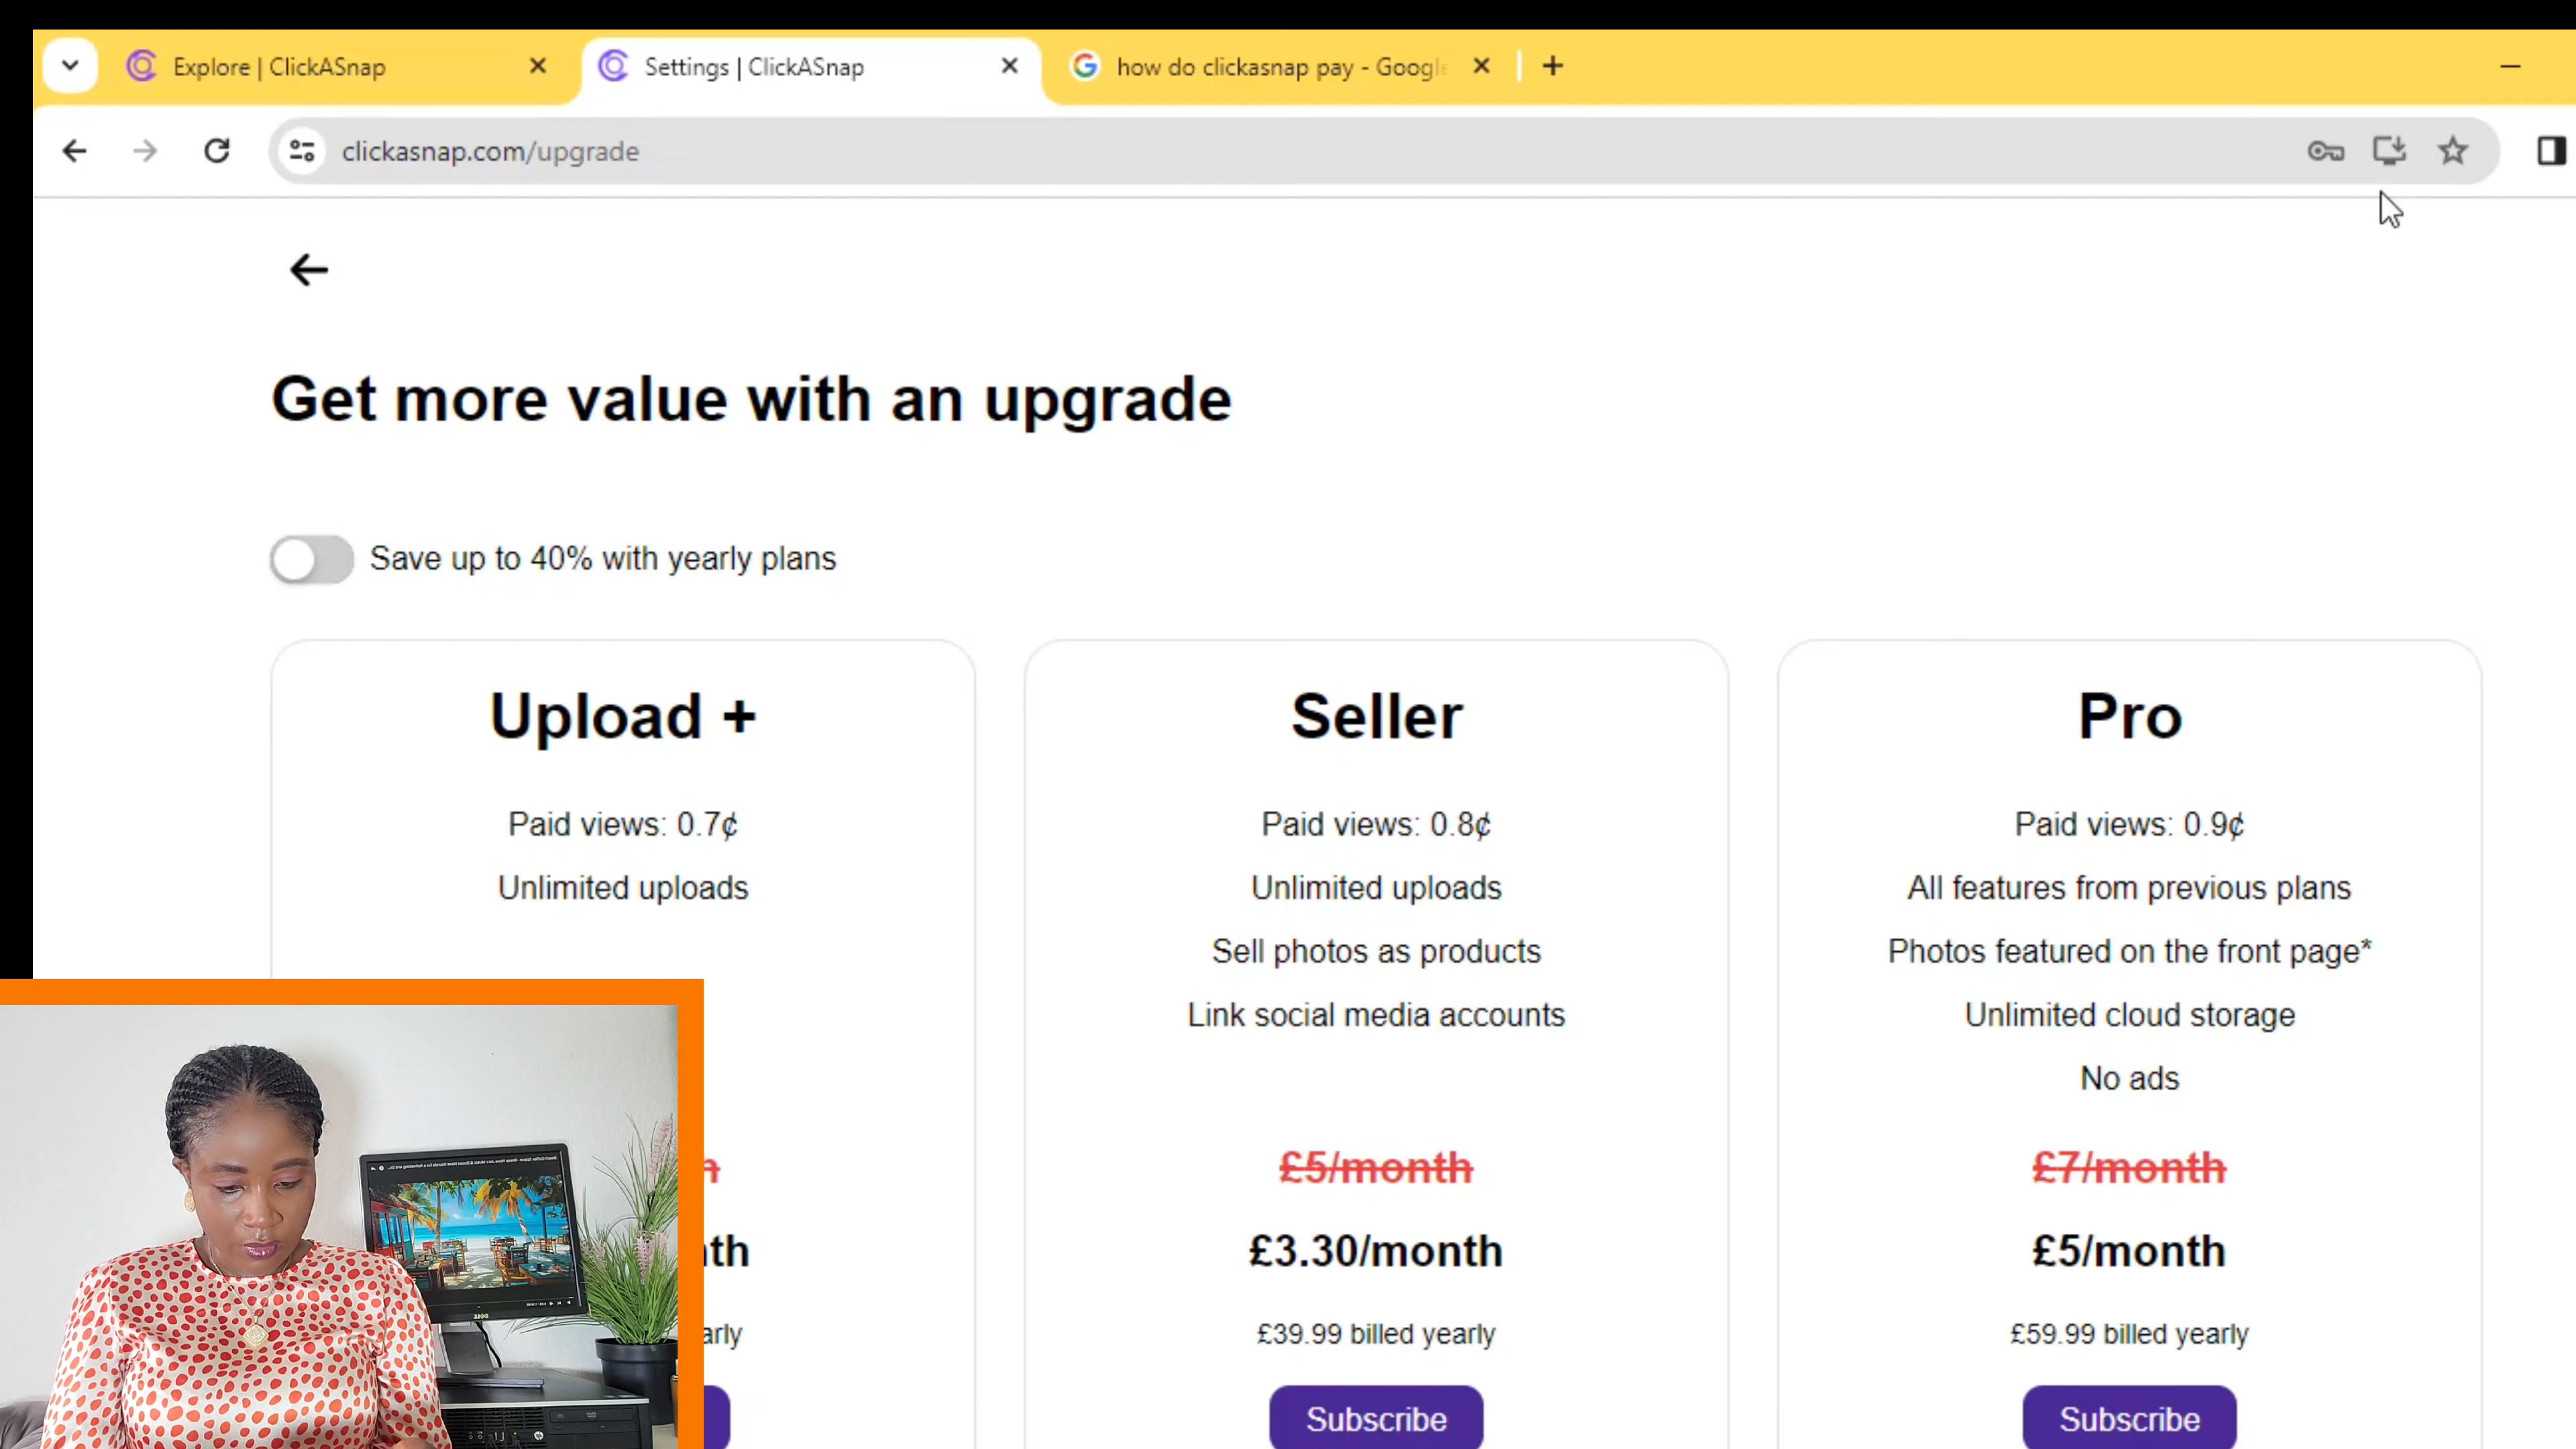 Explore | ClickASnap
Settings | ClickASnap
how do clickasnap pay - Google
clickasnap.com/upgrade
Get more value with an upgrade
Save up to 40% with yearly plans
Upload +
Paid views: 0.7¢
Unlimited uploads
Seller
Paid views: 0.8¢
Unlimited uploads
Sell photos as products
Link social media accounts
£5/month
£3.30/month
£39.99 billed yearly
Subscribe
Pro
Paid views: 0.9¢
All features from previous plans
Photos featured on the front page*
Unlimited cloud storage
No ads
£7/month
£5/month
£59.99 billed yearly
Subscribe